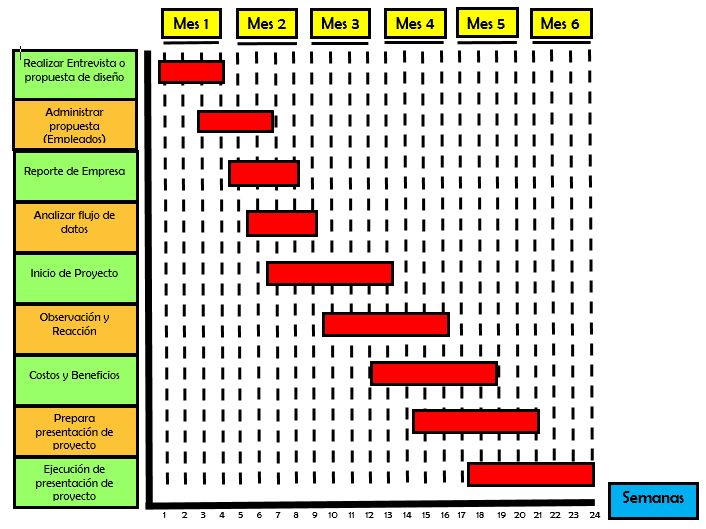 Mes 1
Mes 2
Mes 3
Mes 4
Mes 5
Mes 6
Realizar Entrevista o
propuesta de diseño
Administrar
propuesta
(Empleados)
Reporte de Empresa
Analizar flujo de
datos
Inicio de Proyecto
Observación y
Reacción
Costos y Beneficios
Prepara
presentación de
proyecto
Ejecución de
presentación de
proyecto
1 2 3 4 5 6 7 8 9 10 11 12 13 14 15 16 17 18 19 20 21 22 23 24
Semanas